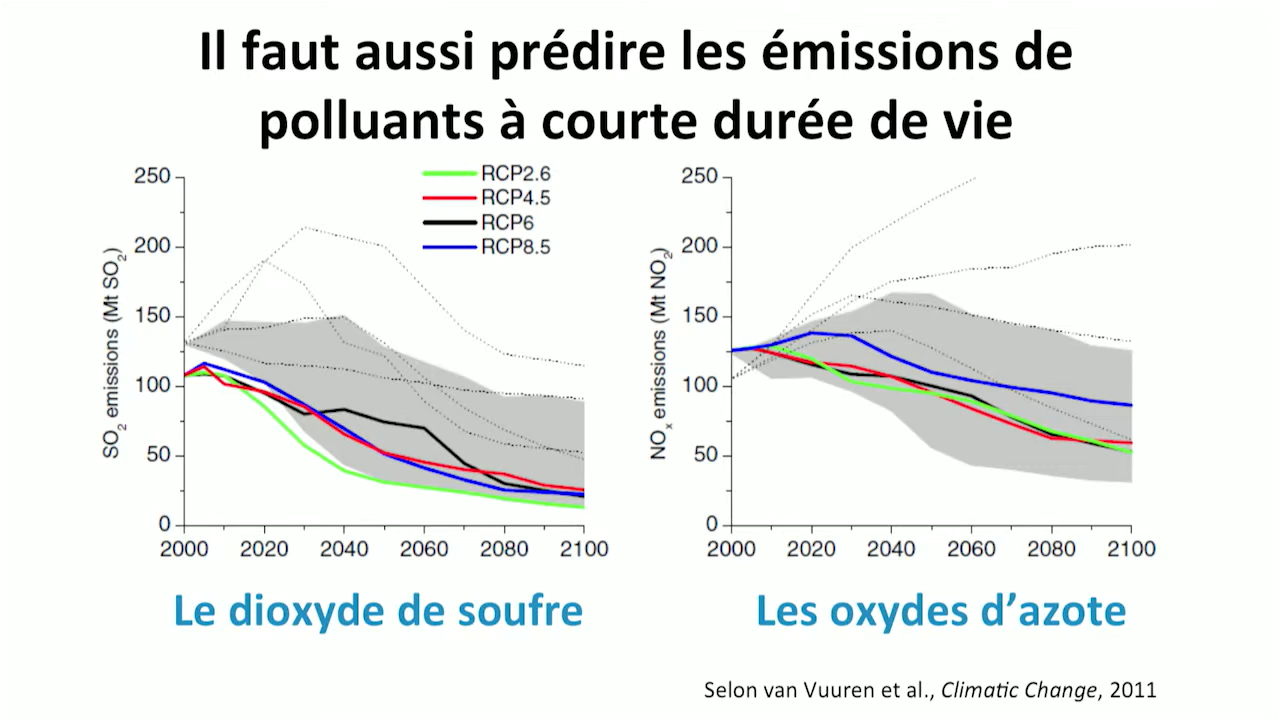 Il faut aussi prédire les émissions de
polluants à courte durée de vie
RCP2.6
RCP4.5
RCP6
RCP8.5
SO₂ emissions (Mt SO₂)
250
200
150
100
50
0
2000 2020 2040 2060 2080 2100
Le dioxyde de soufre
NOₓ emissions (Mt NO₂)
250
200
150
100
50
0
2000 2020 2040 2060 2080 2100
Les oxydes d’azote
Selon van Vuuren et al., Climatic Change, 2011